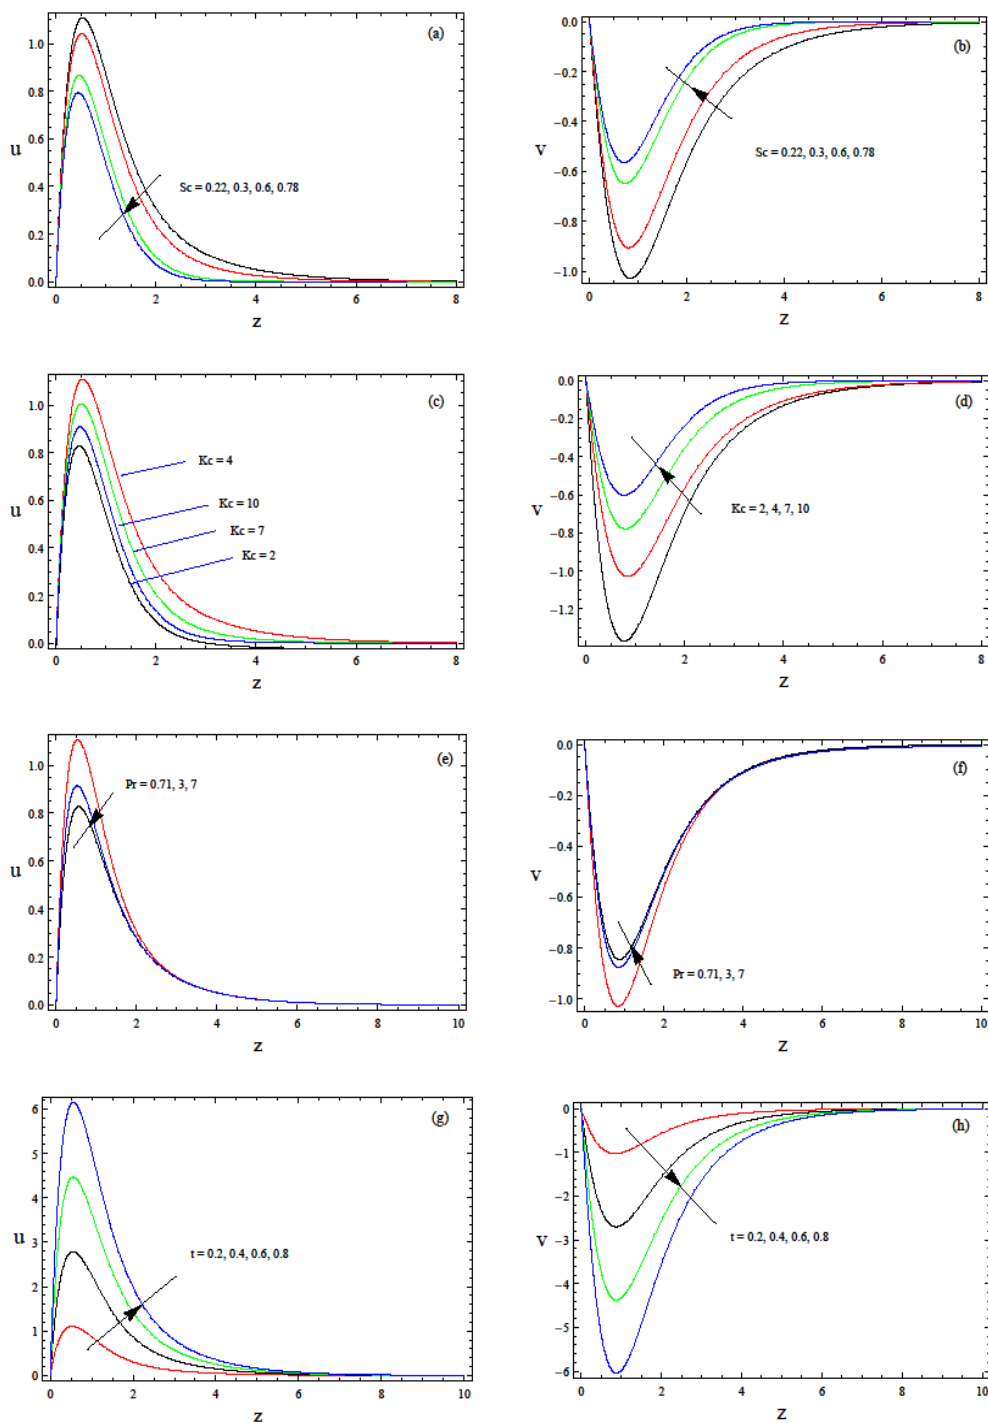 (a)
1.0
0.8
0.6
0.4
0.2
0.0
u
Sc = 0.22, 0.3, 0.6, 0.78
0 2 4 6 8
z
(b)
0.0
−0.2
−0.4
−0.6
−0.8
−1.0
v
Sc = 0.22, 0.3, 0.6, 0.78
0 2 4 6 8
z
(c)
1.0
0.8
0.6
0.4
0.2
0.0
u
Kc = 4
Kc = 10
Kc = 7
Kc = 2
0 2 4 6 8
z
(d)
0.0
−0.2
−0.4
−0.6
−0.8
−1.0
−1.2
v
Kc = 2, 4, 7, 10
0 2 4 6 8
z
(e)
1.0
0.8
0.6
0.4
0.2
0.0
u
Pr = 0.71, 3, 7
0 2 4 6 8 10
z
(f)
0.0
−0.2
−0.4
−0.6
−0.8
−1.0
v
Pr = 0.71, 3, 7
0 2 4 6 8 10
z
(g)
6
5
4
3
2
1
0
u
t = 0.2, 0.4, 0.6, 0.8
0 2 4 6 8 10
z
(h)
0
−1
−2
−3
−4
−5
−6
v
t = 0.2, 0.4, 0.6, 0.8
0 2 4 6 8 10
z